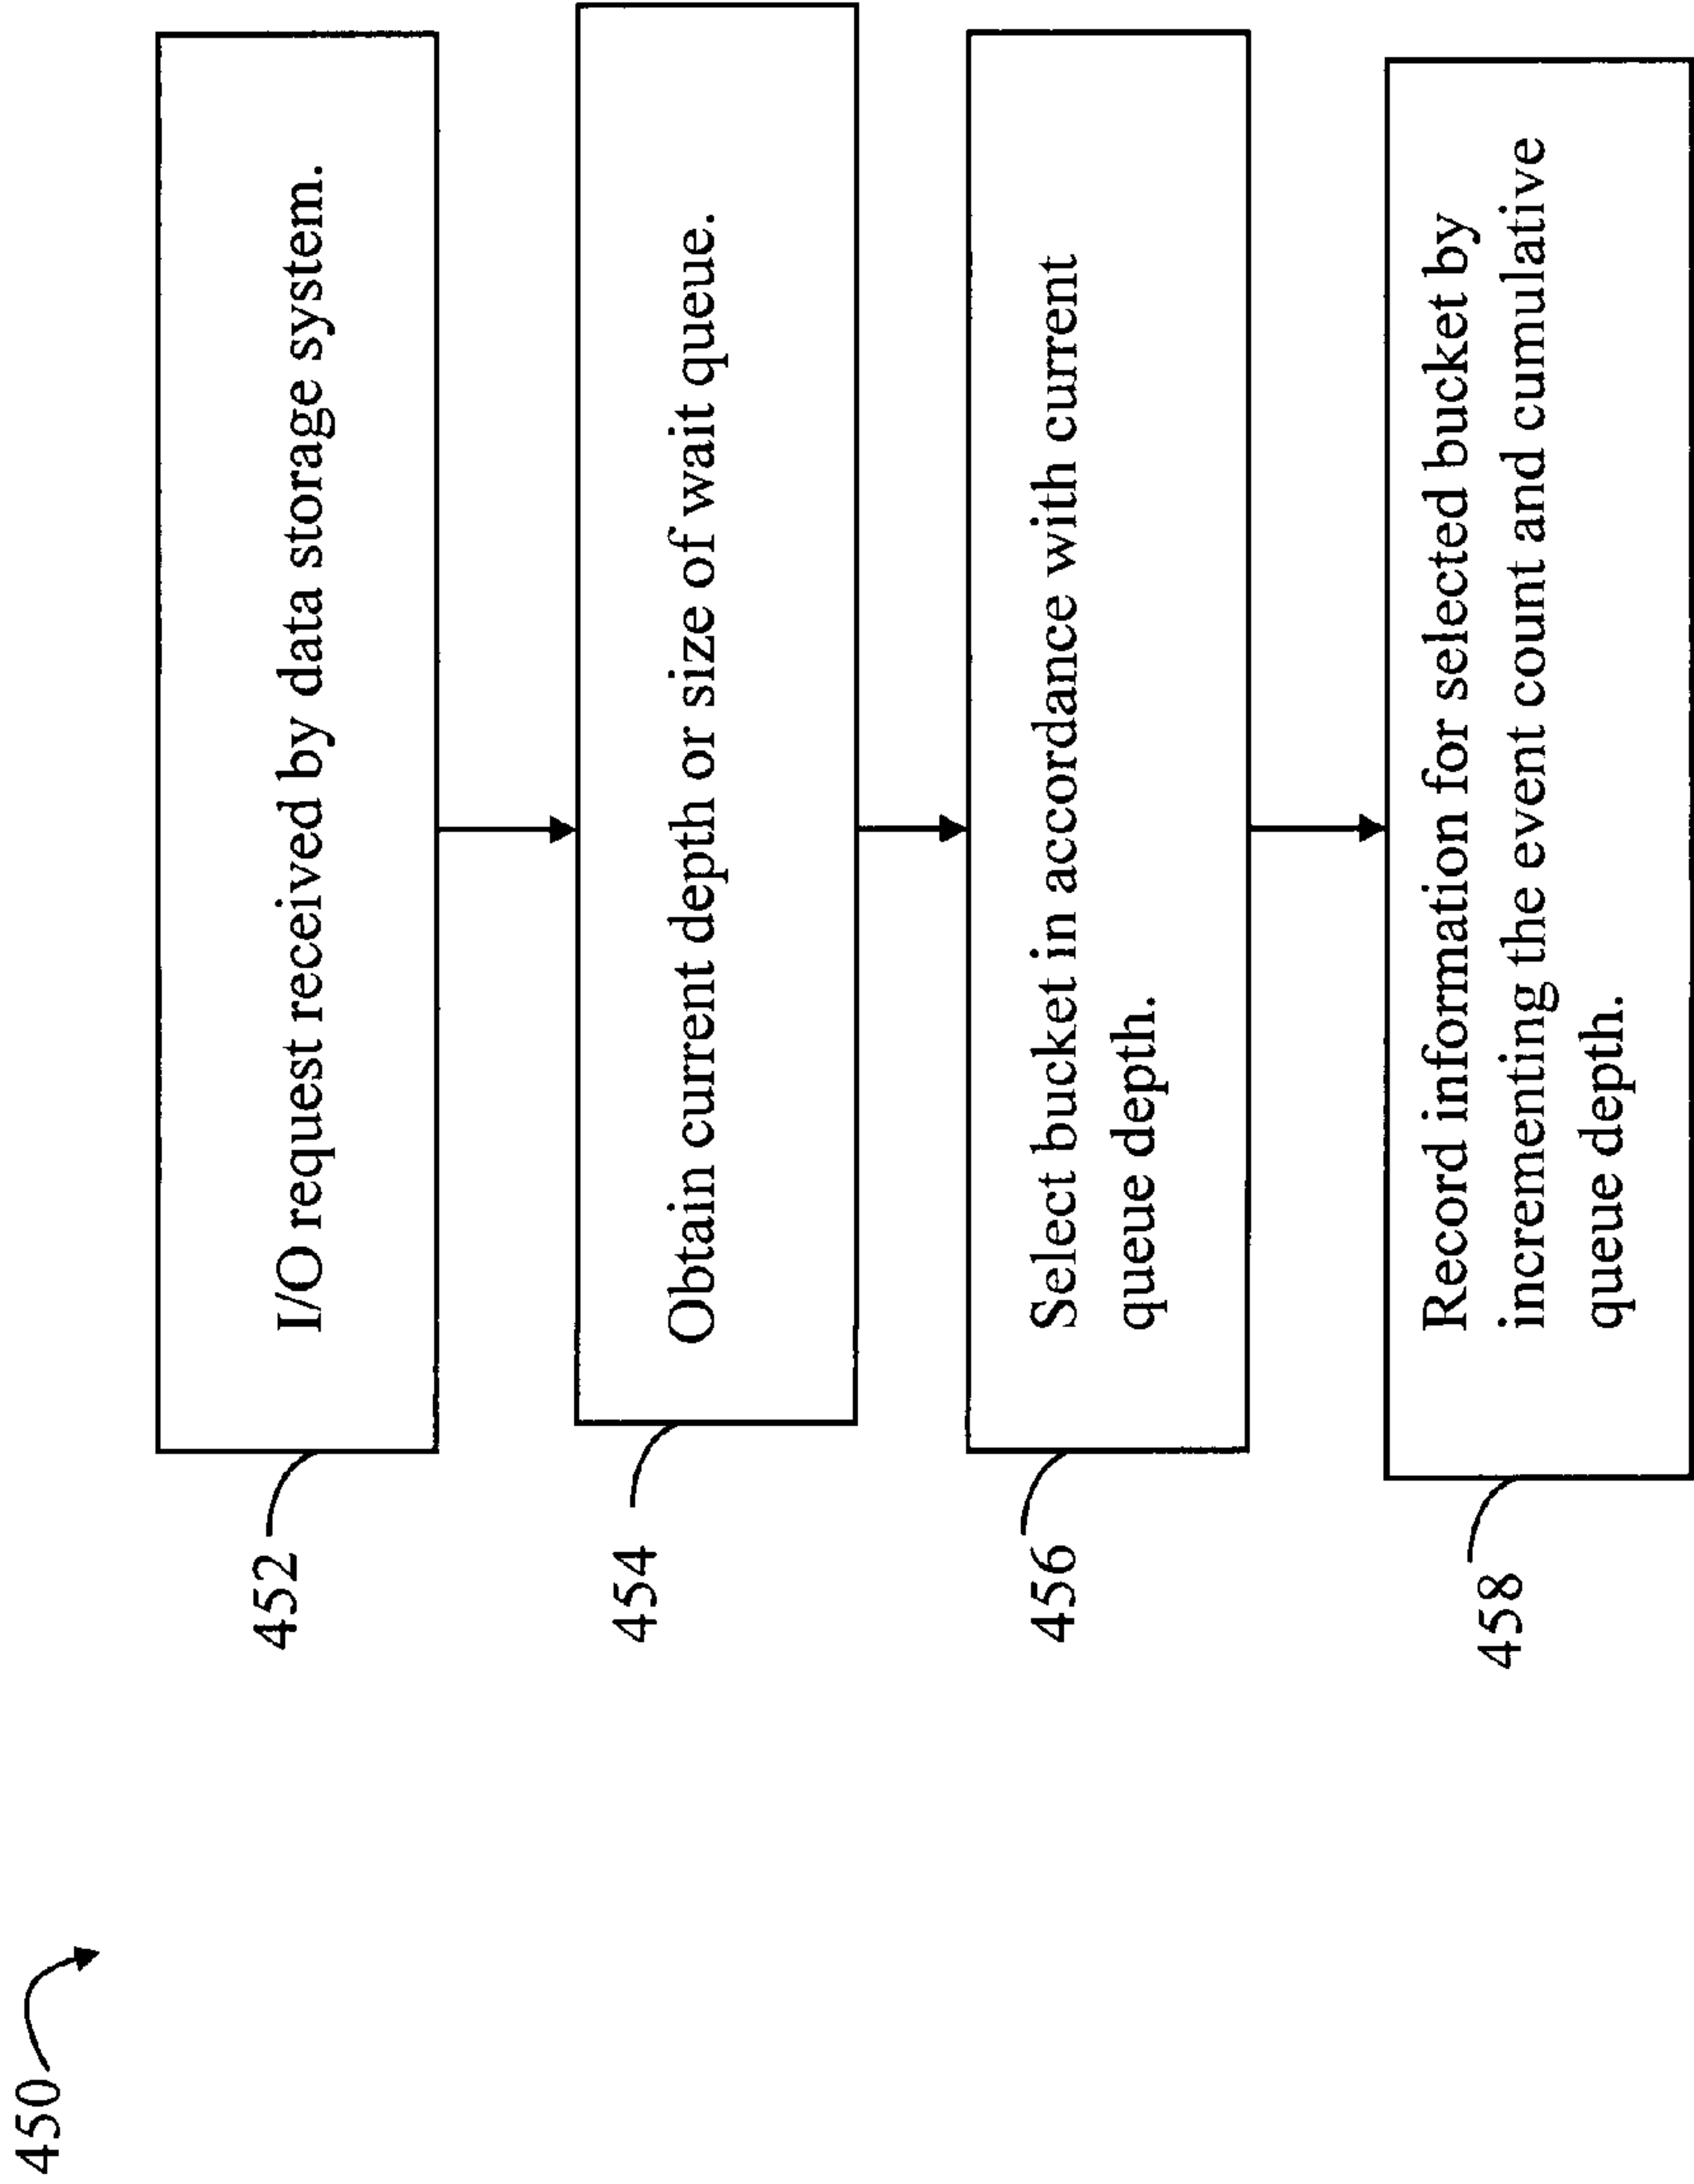 450
452
I/O request received by data storage system.
454
Obtain current depth or size of wait queue.
456
Select bucket in accordance with current
queue depth.
458
Record information for selected bucket by
incrementing the event count and cumulative
queue depth.